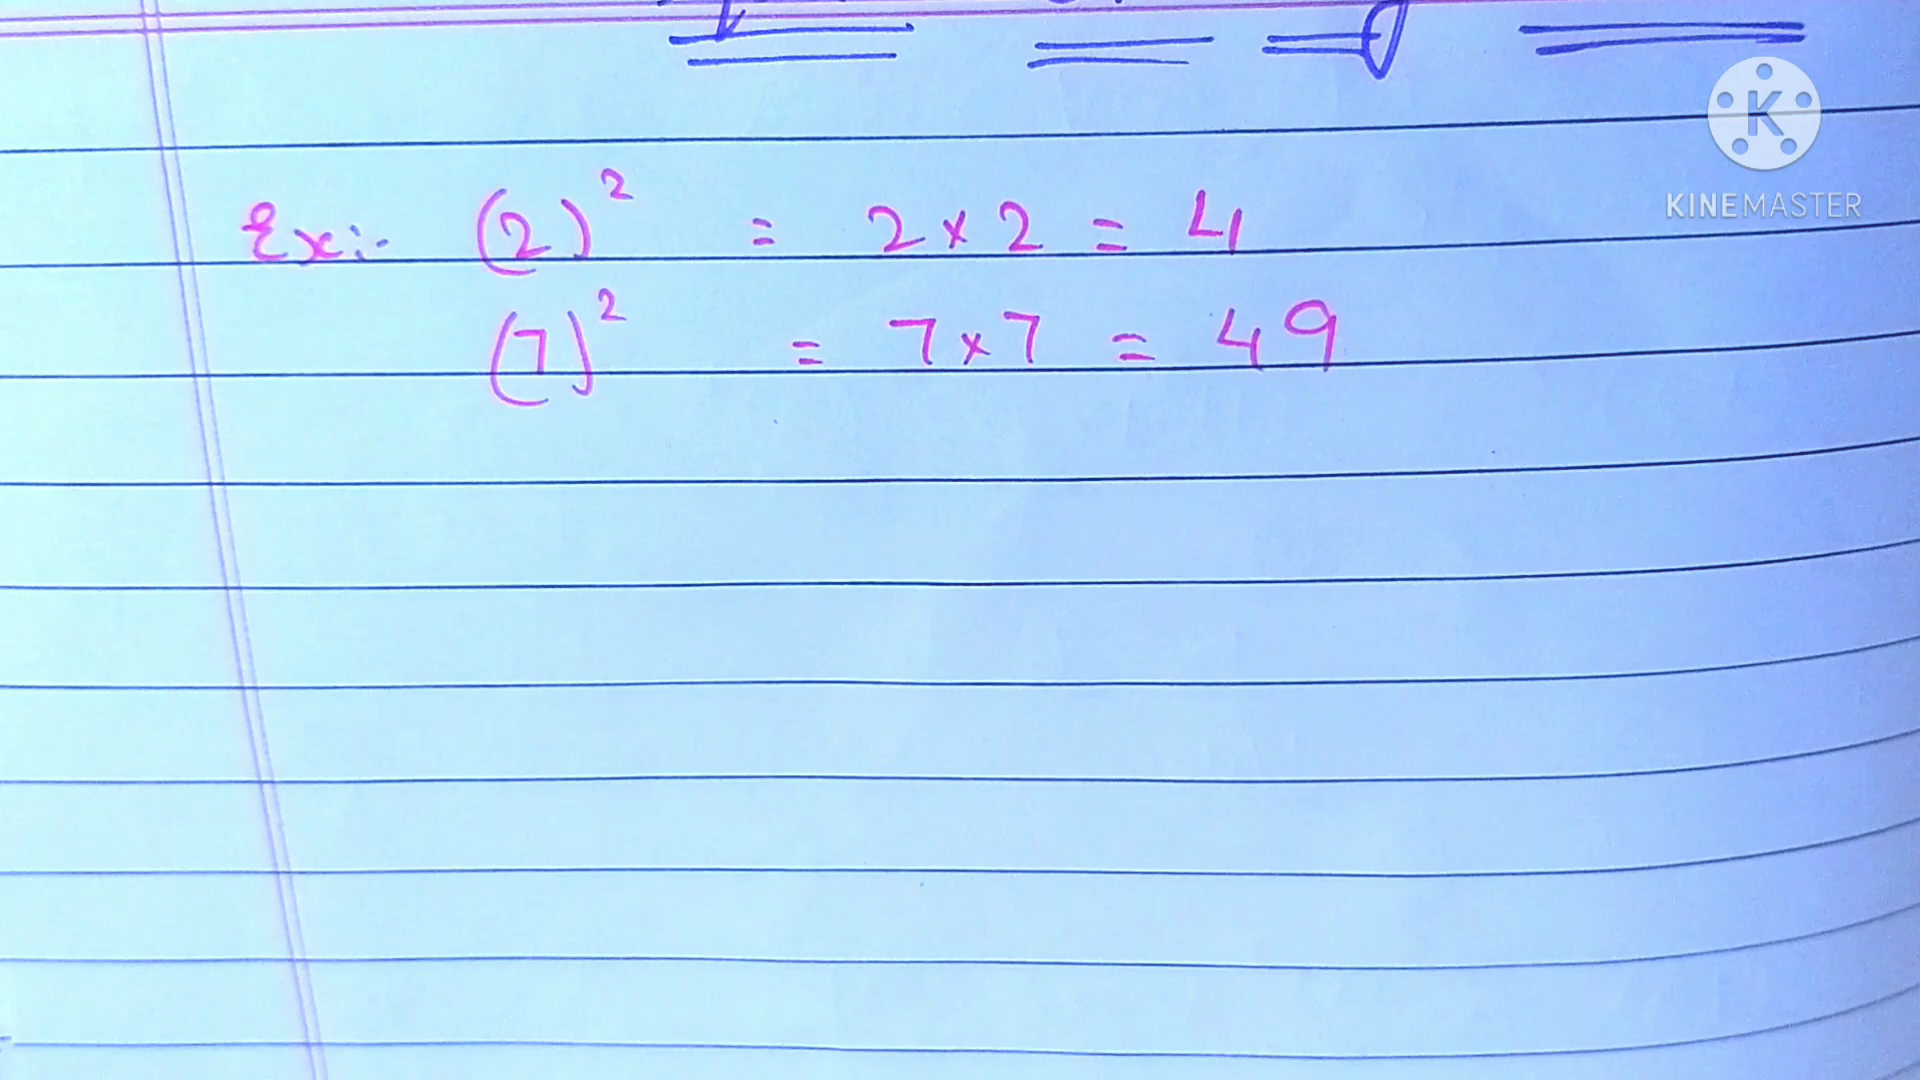 K
KINEMASTER
Ex:- (2)² = 2 × 2 = 4
(7)² = 7 × 7 = 49